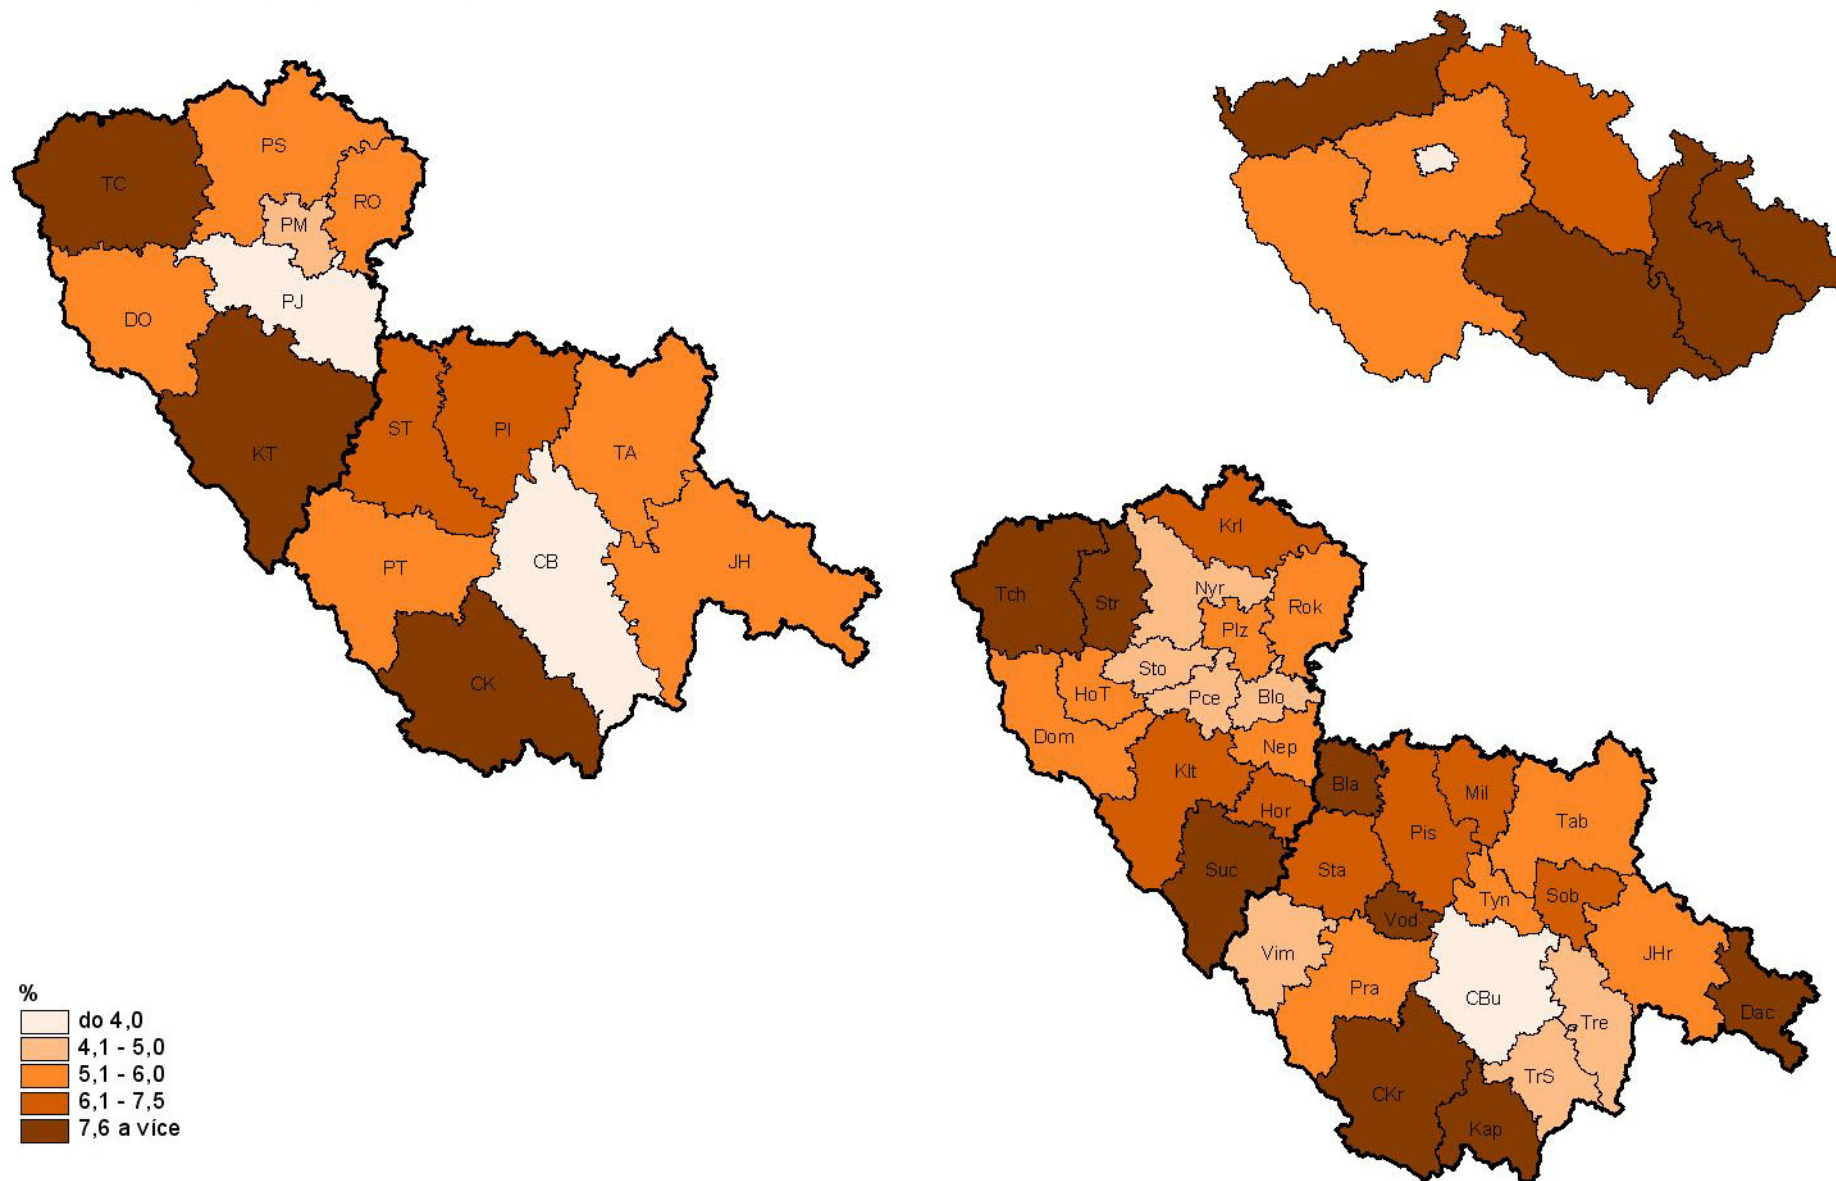 PS
TC
RO
PM
PJ
DO
ST
PI
TA
KT
CB
JH
PT
CK
Krl
Tch
Str
Nyr
Rok
Plz
Sto
HoT
Pce
Blo
Dom
Nep
Klt
Bla
Mil
Hor
Tab
Pis
Suc
Sta
Sob
Tyn
Vod
Vim
JHr
Pra
CBu
Dac
Tre
TrS
CKr
Kap
%
do 4,0
4,1 - 5,0
5,1 - 6,0
6,1 - 7,5
7,6 a více